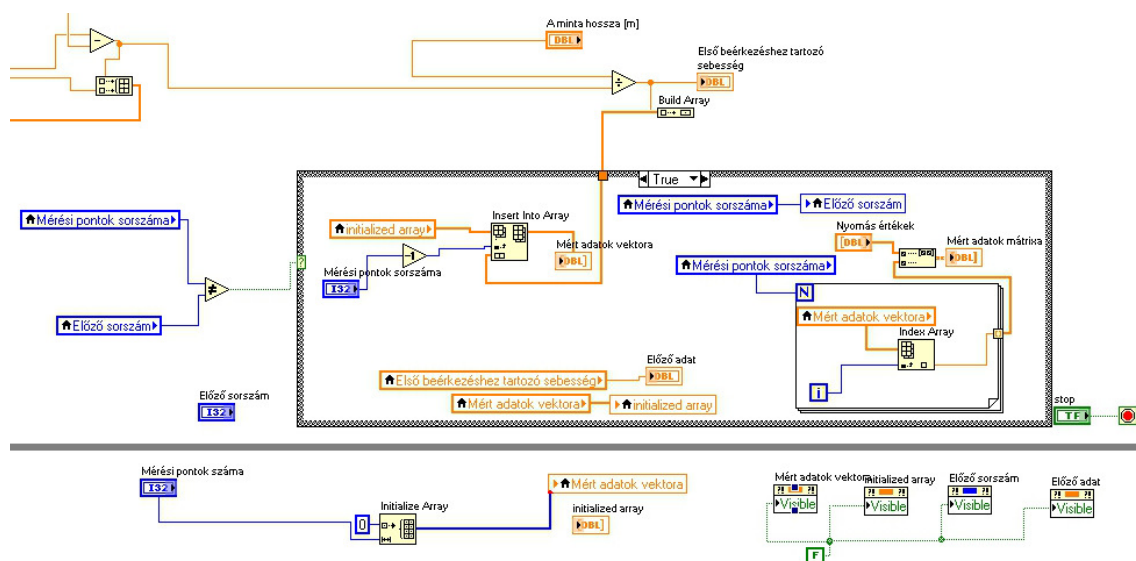 A minta hossza [m]
DBL
Első beérkezéshez tartozó
sebesség
DBL
Build Array
True
Mérési pontok sorszáma
Előző sorszám
Insert Into Array
initialized array
Mért adatok vektora
DBL
-1
Mérési pontok sorszáma
I32
Mérési pontok sorszáma
Előző sorszám
Nyomás értékek
DBL
Mért adatok mátrixa
DBL
Mérési pontok sorszáma
N
Mért adatok vektora
Index Array
i
Előző adat
DBL
Első beérkezéshez tartozó sebesség
Mért adatok vektora
initialized array
Előző sorszám
I32
stop
TF
Mérési pontok száma
I32
Initialize Array
0
Mért adatok vektora
initialized array
DBL
Mért adatok vektora
Visible
initialized array
Visible
Előző sorszám
Visible
Előző adat
Visible
F